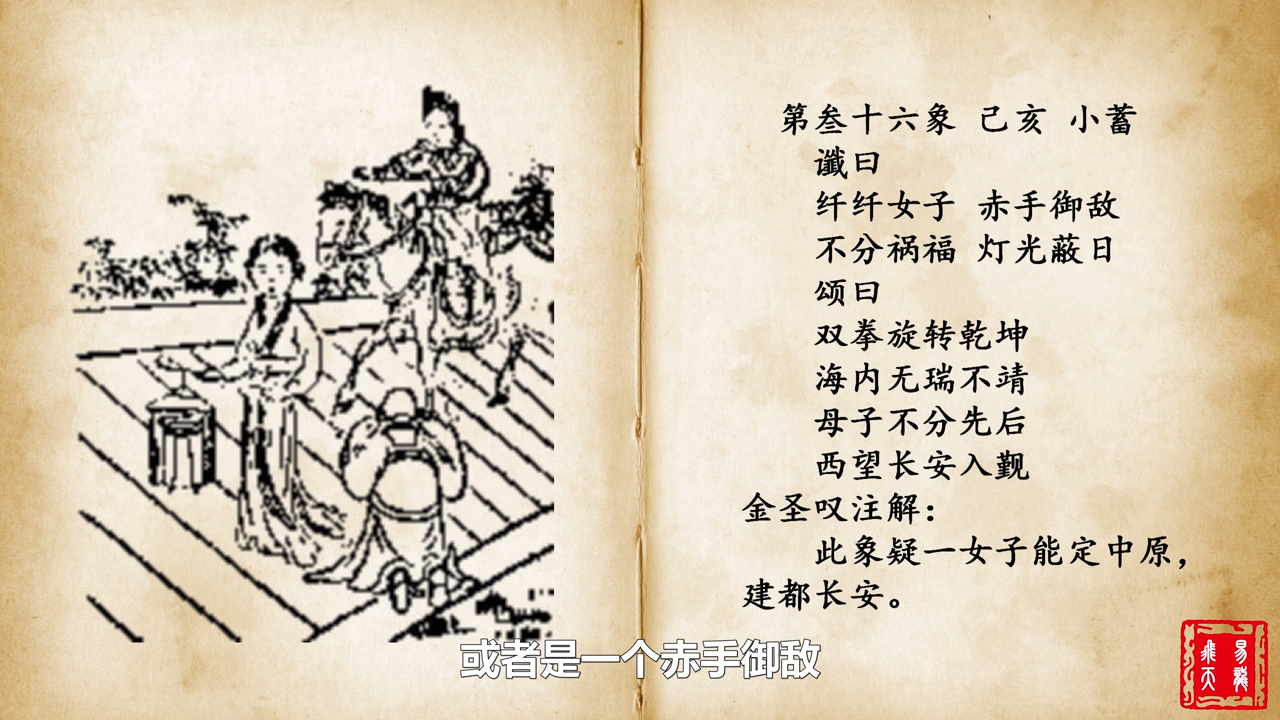 第叁十六象 己亥 小蓄
谶曰
纤纤女子 赤手御敌
不分祸福 灯光蔽日
颂曰
双拳旋转乾坤
海内无瑞不靖
母子不分先后
西望长安入觐
金圣叹注解：
此象疑一女子能定中原，
建都长安。
或者是一个赤手御敌